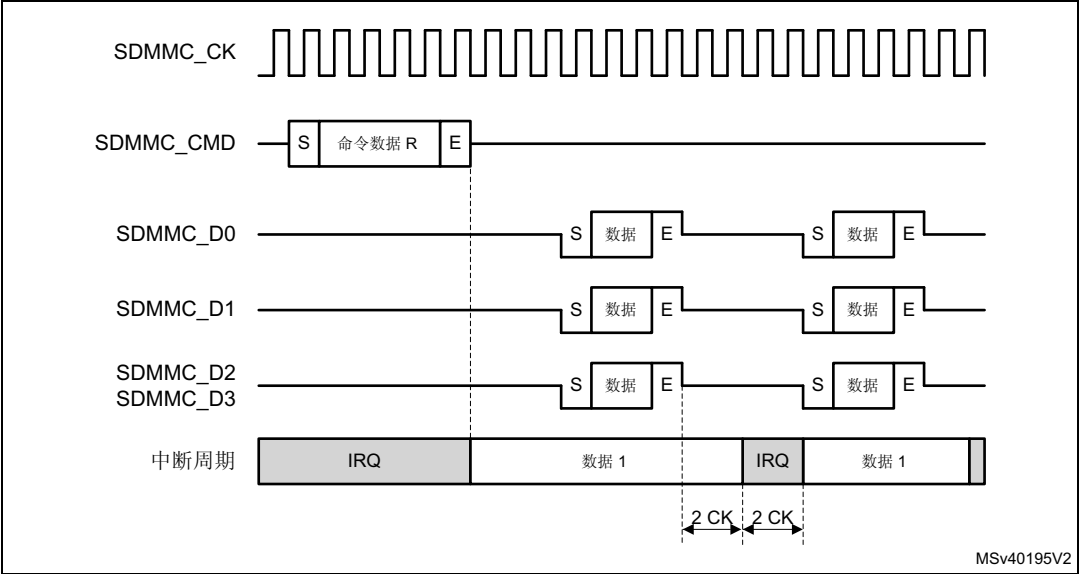 SDMMC_CK
SDMMC_CMD S 命令数据 R E
SDMMC_D0 S 数据 E S 数据 E
SDMMC_D1 S 数据 E S 数据 E
SDMMC_D2
SDMMC_D3 S 数据 E S 数据 E
中断周期 IRQ 数据 1 IRQ 数据 1
2 CK 2 CK
MSv40195V2